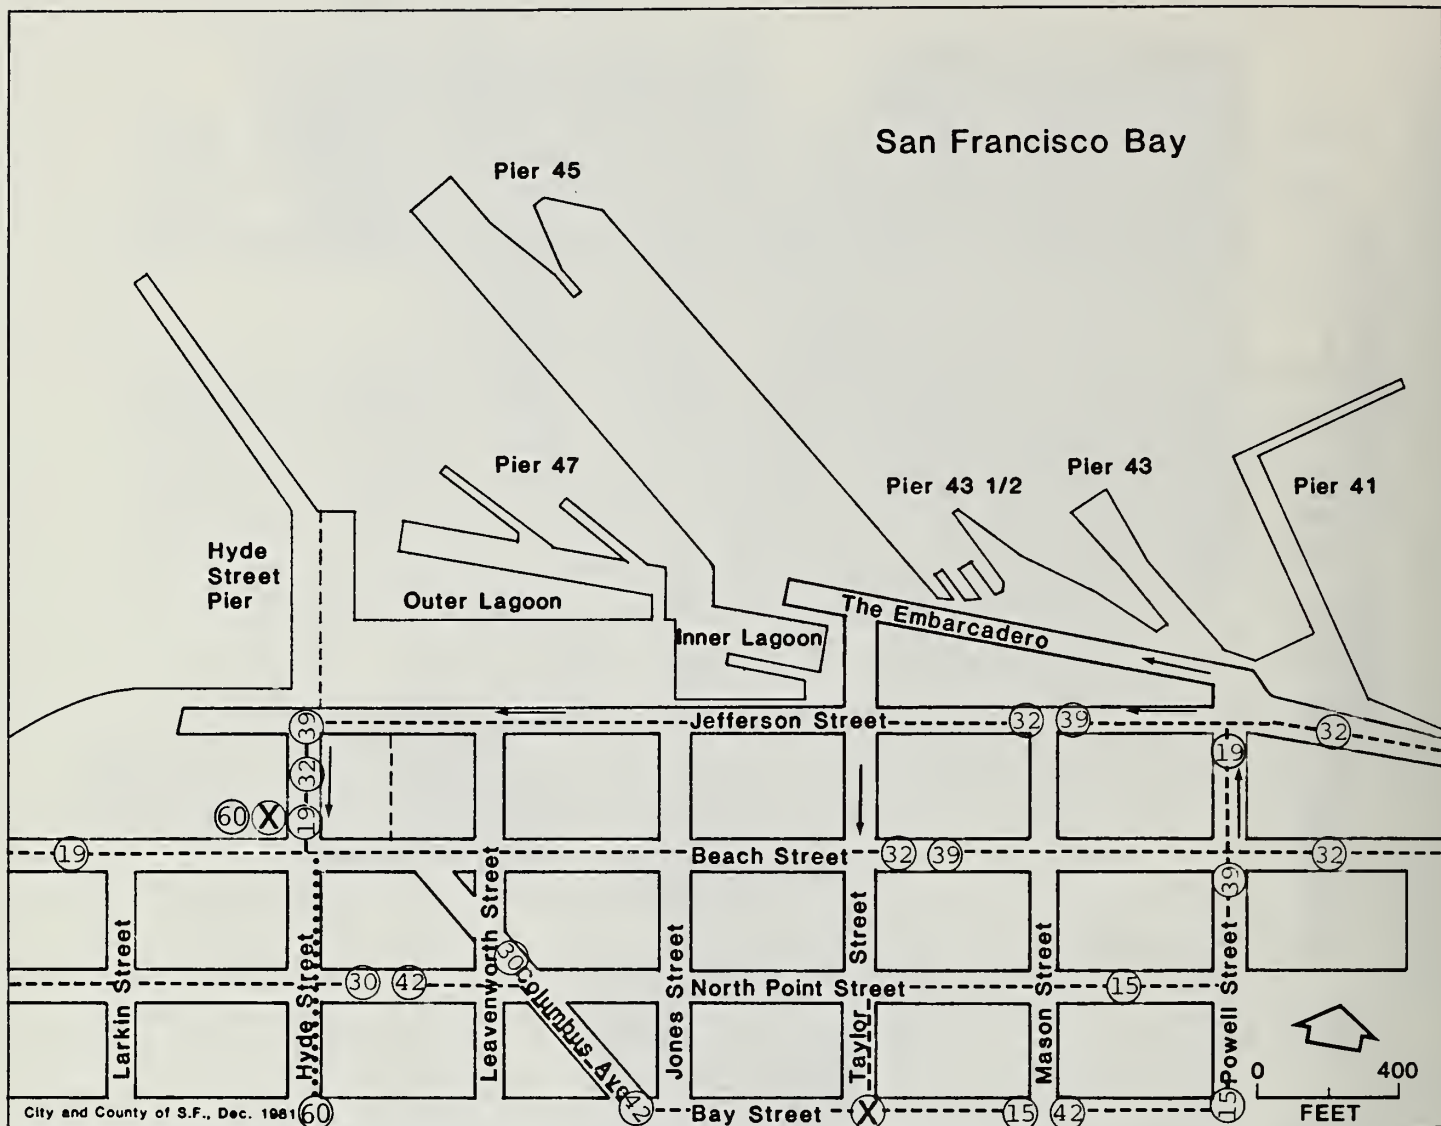 San Francisco Bay
Pier 45
Pier 47
Pier 43 1/2
Pier 43
Pier 41
Hyde
Street
Pier
Outer Lagoon
Inner Lagoon
The Embarcadero
39
Jefferson Street
32
39
32
19
32
60
X
19
19
Beach Street
32
39
32
39
30
30
42
North Point Street
15
Larkin Street
Hyde Street
Leavenworth Street
Columbus Ave
Jones Street
Taylor Street
Mason Street
Powell Street
0 400
FEET
City and County of S.F., Dec. 1981
60
42
Bay Street
X
15
42
15